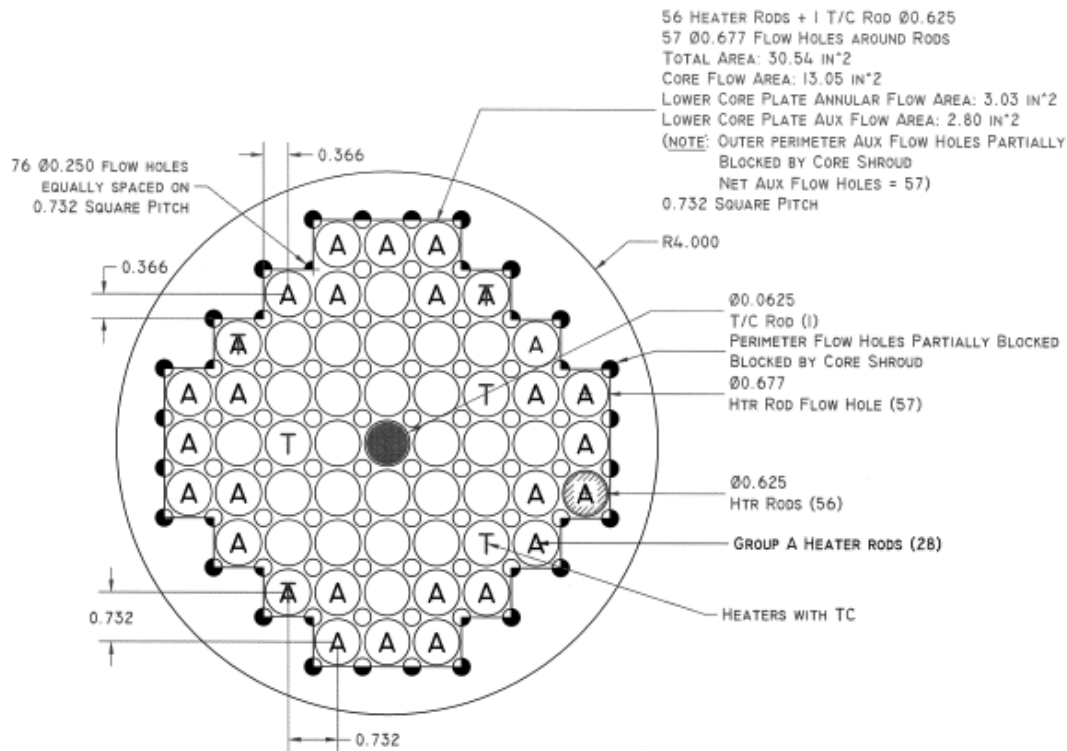 56 HEATER RODS + 1 T/C ROD Ø0.625
57 Ø0.677 FLOW HOLES AROUND RODS
TOTAL AREA: 30.54 IN^2
CORE FLOW AREA: 13.05 IN^2
LOWER CORE PLATE ANNULAR FLOW AREA: 3.03 IN^2
LOWER CORE PLATE AUX FLOW AREA: 2.80 IN^2
(NOTE: OUTER PERIMETER AUX FLOW HOLES PARTIALLY
BLOCKED BY CORE SHROUD
NET AUX FLOW HOLES = 57)
0.732 SQUARE PITCH
0.366
76 Ø0.250 FLOW HOLES
EQUALLY SPACED ON
0.732 SQUARE PITCH
R4.000
0.366
Ø0.0625
T/C ROD (1)
PERIMETER FLOW HOLES PARTIALLY BLOCKED
BLOCKED BY CORE SHROUD
Ø0.677
HTR ROD FLOW HOLE (57)
Ø0.625
HTR RODS (56)
GROUP A HEATER RODS (28)
HEATERS WITH TC
0.732
0.732
A A A
A A A A T
A T A
A A T A A
A T A
A A A A
A T A
A T A A A
A A A